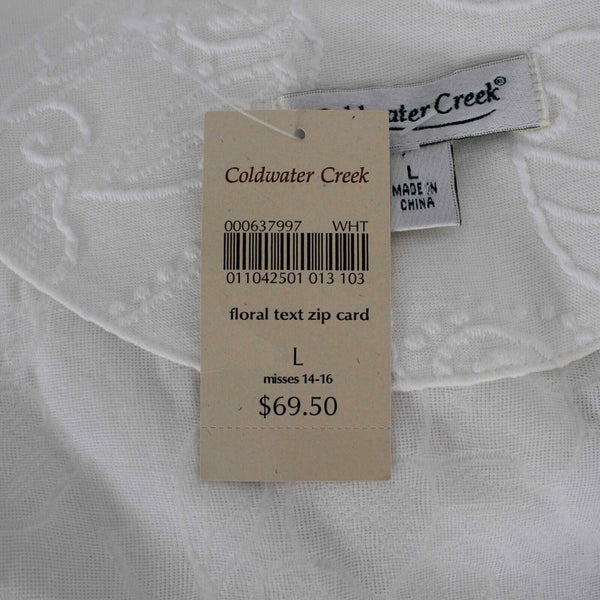 Creek®
L
MADE IN
CHINA
Coldwater Creek
000637997 WHT
011042501 013 103
floral text zip card
L
misses 14-16
$69.50